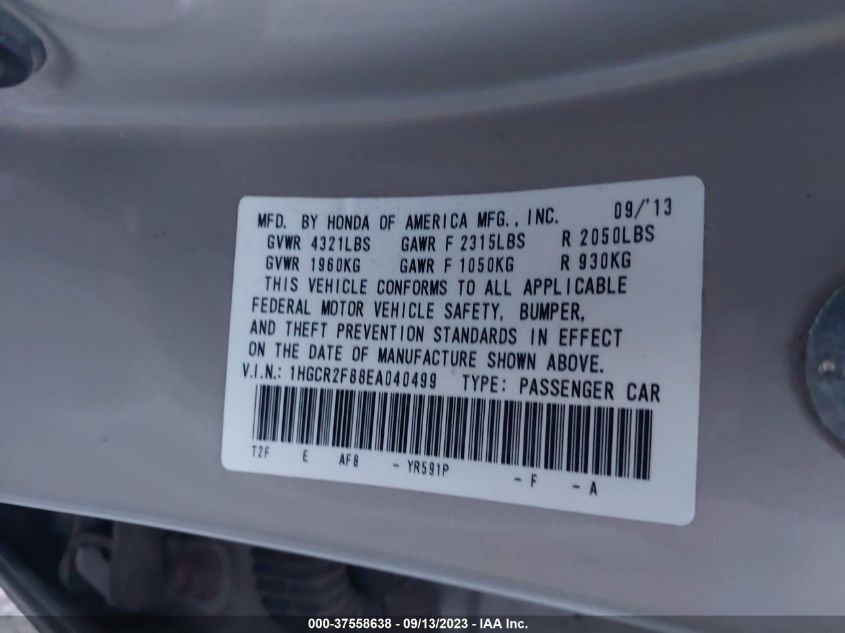 MFD. BY HONDA OF AMERICA MFG., INC. 09/'13
GVWR 4321LBS GAWR F 2315LBS R 2050LBS
GVWR 1960KG GAWR F 1050KG R 930KG
THIS VEHICLE CONFORMS TO ALL APPLICABLE
FEDERAL MOTOR VEHICLE SAFETY, BUMPER,
AND THEFT PREVENTION STANDARDS IN EFFECT
ON THE DATE OF MANUFACTURE SHOWN ABOVE.
V.I.N.: 1HGCR2F88EA040499 TYPE: PASSENGER CAR
T2F E AF8 - YR591P - F - A
000-37558638 - 09/13/2023 - IAA Inc.